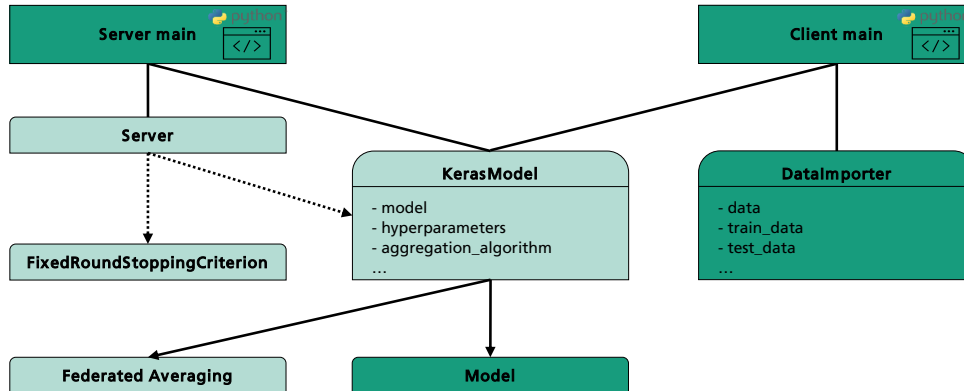 python
Server main
</>
python
Client main
</>
Server
KerasModel
- model
- hyperparameters
- aggregation_algorithm
...
DataImporter
- data
- train_data
- test_data
...
FixedRoundStoppingCriterion
Federated Averaging
Model